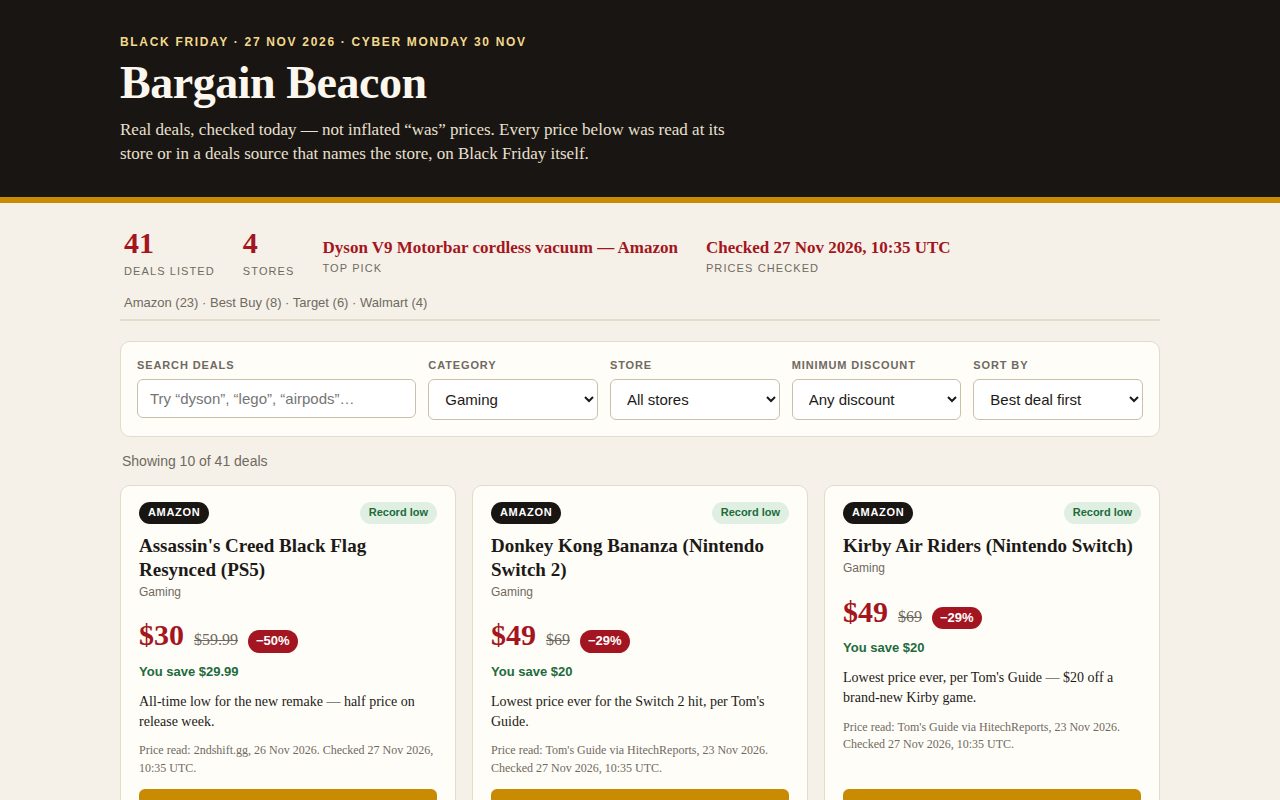 BLACK FRIDAY · 27 NOV 2026 · CYBER MONDAY 30 NOV
Bargain Beacon
Real deals, checked today — not inflated “was” prices. Every price below was read at its
store or in a deals source that names the store, on Black Friday itself.
41
DEALS LISTED
4
STORES
Dyson V9 Motorbar cordless vacuum — Amazon
TOP PICK
Checked 27 Nov 2026, 10:35 UTC
PRICES CHECKED
Amazon (23) · Best Buy (8) · Target (6) · Walmart (4)
SEARCH DEALS
Try “dyson”, “lego”, “airpods”…
CATEGORY
Gaming
STORE
All stores
MINIMUM DISCOUNT
Any discount
SORT BY
Best deal first
Showing 10 of 41 deals
AMAZON
Record low
Assassin's Creed Black Flag
Resynced (PS5)
Gaming
$30 $59.99 −50%
You save $29.99
All-time low for the new remake — half price on
release week.
Price read: 2ndshift.gg, 26 Nov 2026. Checked 27 Nov 2026,
10:35 UTC.
AMAZON
Record low
Donkey Kong Bananza (Nintendo
Switch 2)
Gaming
$49 $69 −29%
You save $20
Lowest price ever for the Switch 2 hit, per Tom's
Guide.
Price read: Tom's Guide via HitechReports, 23 Nov 2026.
Checked 27 Nov 2026, 10:35 UTC.
AMAZON
Record low
Kirby Air Riders (Nintendo Switch)
Gaming
$49 $69 −29%
You save $20
Lowest price ever, per Tom's Guide — $20 off a
brand-new Kirby game.
Price read: Tom's Guide via HitechReports, 23 Nov 2026.
Checked 27 Nov 2026, 10:35 UTC.